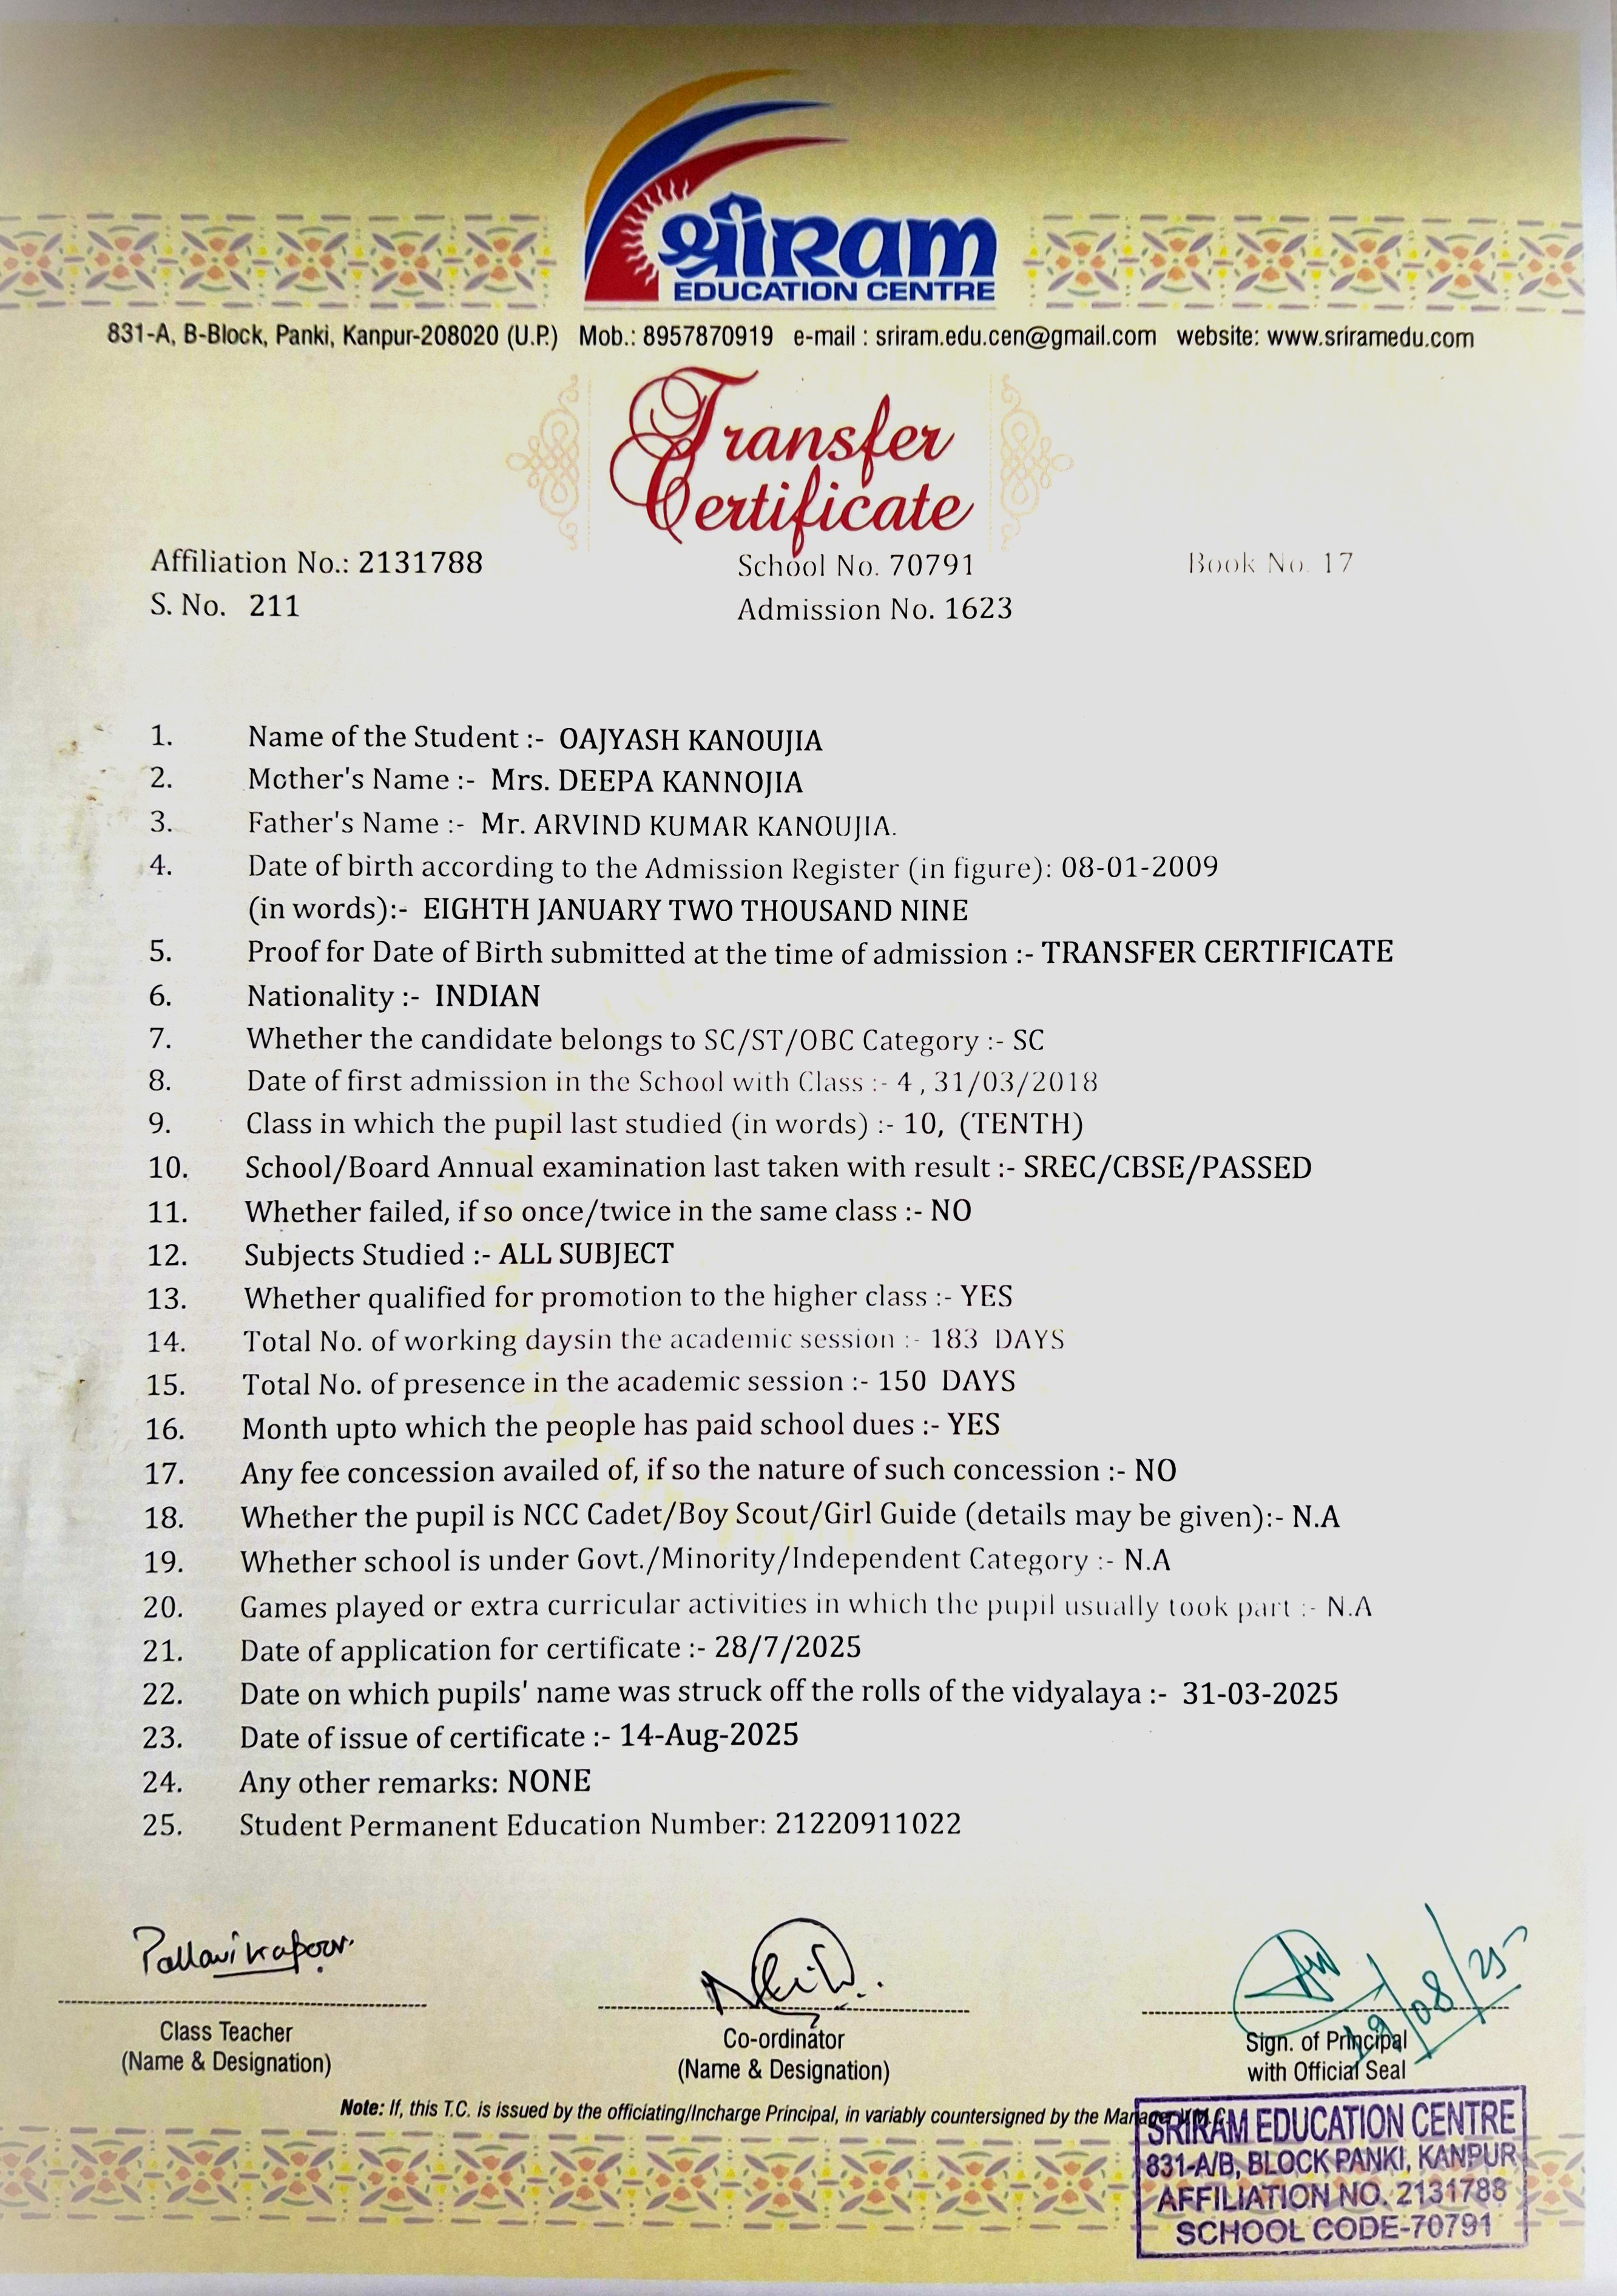 श्रीRam
EDUCATION CENTRE
831-A, B-Block, Panki, Kanpur-208020 (U.P.) Mob.: 8957870919 e-mail : sriram.edu.cen@gmail.com website: www.sriramedu.com
Transfer
Certificate
Affiliation No.: 2131788 School No. 70791 Book No. 17
S. No. 211 Admission No. 1623
1. Name of the Student :- OAJYASH KANOUJIA
2. Mother's Name :- Mrs. DEEPA KANNOJIA
3. Father's Name :- Mr. ARVIND KUMAR KANOUJIA.
4. Date of birth according to the Admission Register (in figure): 08-01-2009
(in words):- EIGHTH JANUARY TWO THOUSAND NINE
5. Proof for Date of Birth submitted at the time of admission :- TRANSFER CERTIFICATE
6. Nationality :- INDIAN
7. Whether the candidate belongs to SC/ST/OBC Category :- SC
8. Date of first admission in the School with Class :- 4 , 31/03/2018
9. Class in which the pupil last studied (in words) :- 10, (TENTH)
10. School/Board Annual examination last taken with result :- SREC/CBSE/PASSED
11. Whether failed, if so once/twice in the same class :- NO
12. Subjects Studied :- ALL SUBJECT
13. Whether qualified for promotion to the higher class :- YES
14. Total No. of working daysin the academic session :- 183 DAYS
15. Total No. of presence in the academic session :- 150 DAYS
16. Month upto which the people has paid school dues :- YES
17. Any fee concession availed of, if so the nature of such concession :- NO
18. Whether the pupil is NCC Cadet/Boy Scout/Girl Guide (details may be given):- N.A
19. Whether school is under Govt./Minority/Independent Category :- N.A
20. Games played or extra curricular activities in which the pupil usually took part :- N.A
21. Date of application for certificate :- 28/7/2025
22. Date on which pupils' name was struck off the rolls of the vidyalaya :- 31-03-2025
23. Date of issue of certificate :- 14-Aug-2025
24. Any other remarks: NONE
25. Student Permanent Education Number: 21220911022
Pallavi Kapoor.
19/08/25
Class Teacher Co-ordinator Sign. of Principal
(Name & Designation) (Name & Designation) with Official Seal
Note: If, this T.C. is issued by the officiating/Incharge Principal, in variably countersigned by the Manager
SRIRAM EDUCATION CENTRE
831-A/B, BLOCK PANKI, KANPUR
AFFILIATION NO. 2131788
SCHOOL CODE-70791